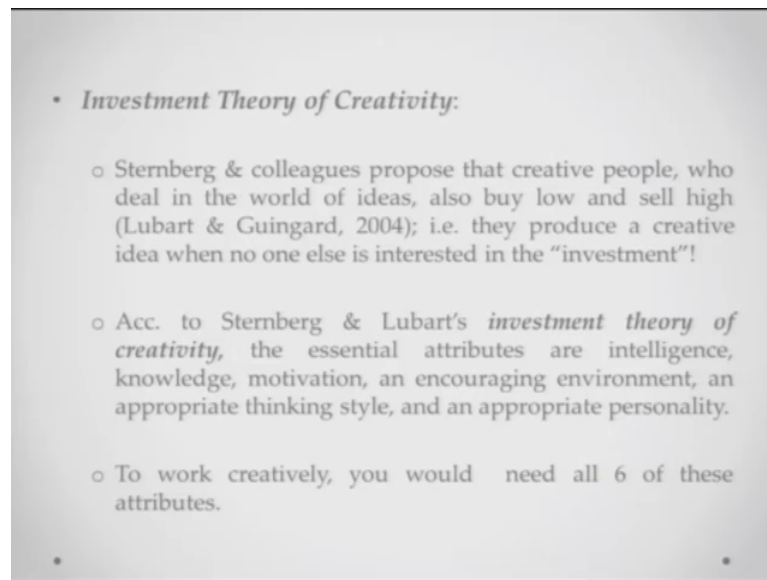 • Investment Theory of Creativity:
o Sternberg & colleagues propose that creative people, who
deal in the world of ideas, also buy low and sell high
(Lubart & Guingard, 2004); i.e. they produce a creative
idea when no one else is interested in the “investment”!
o Acc. to Sternberg & Lubart’s investment theory of
creativity, the essential attributes are intelligence,
knowledge, motivation, an encouraging environment, an
appropriate thinking style, and an appropriate personality.
o To work creatively, you would need all 6 of these
attributes.